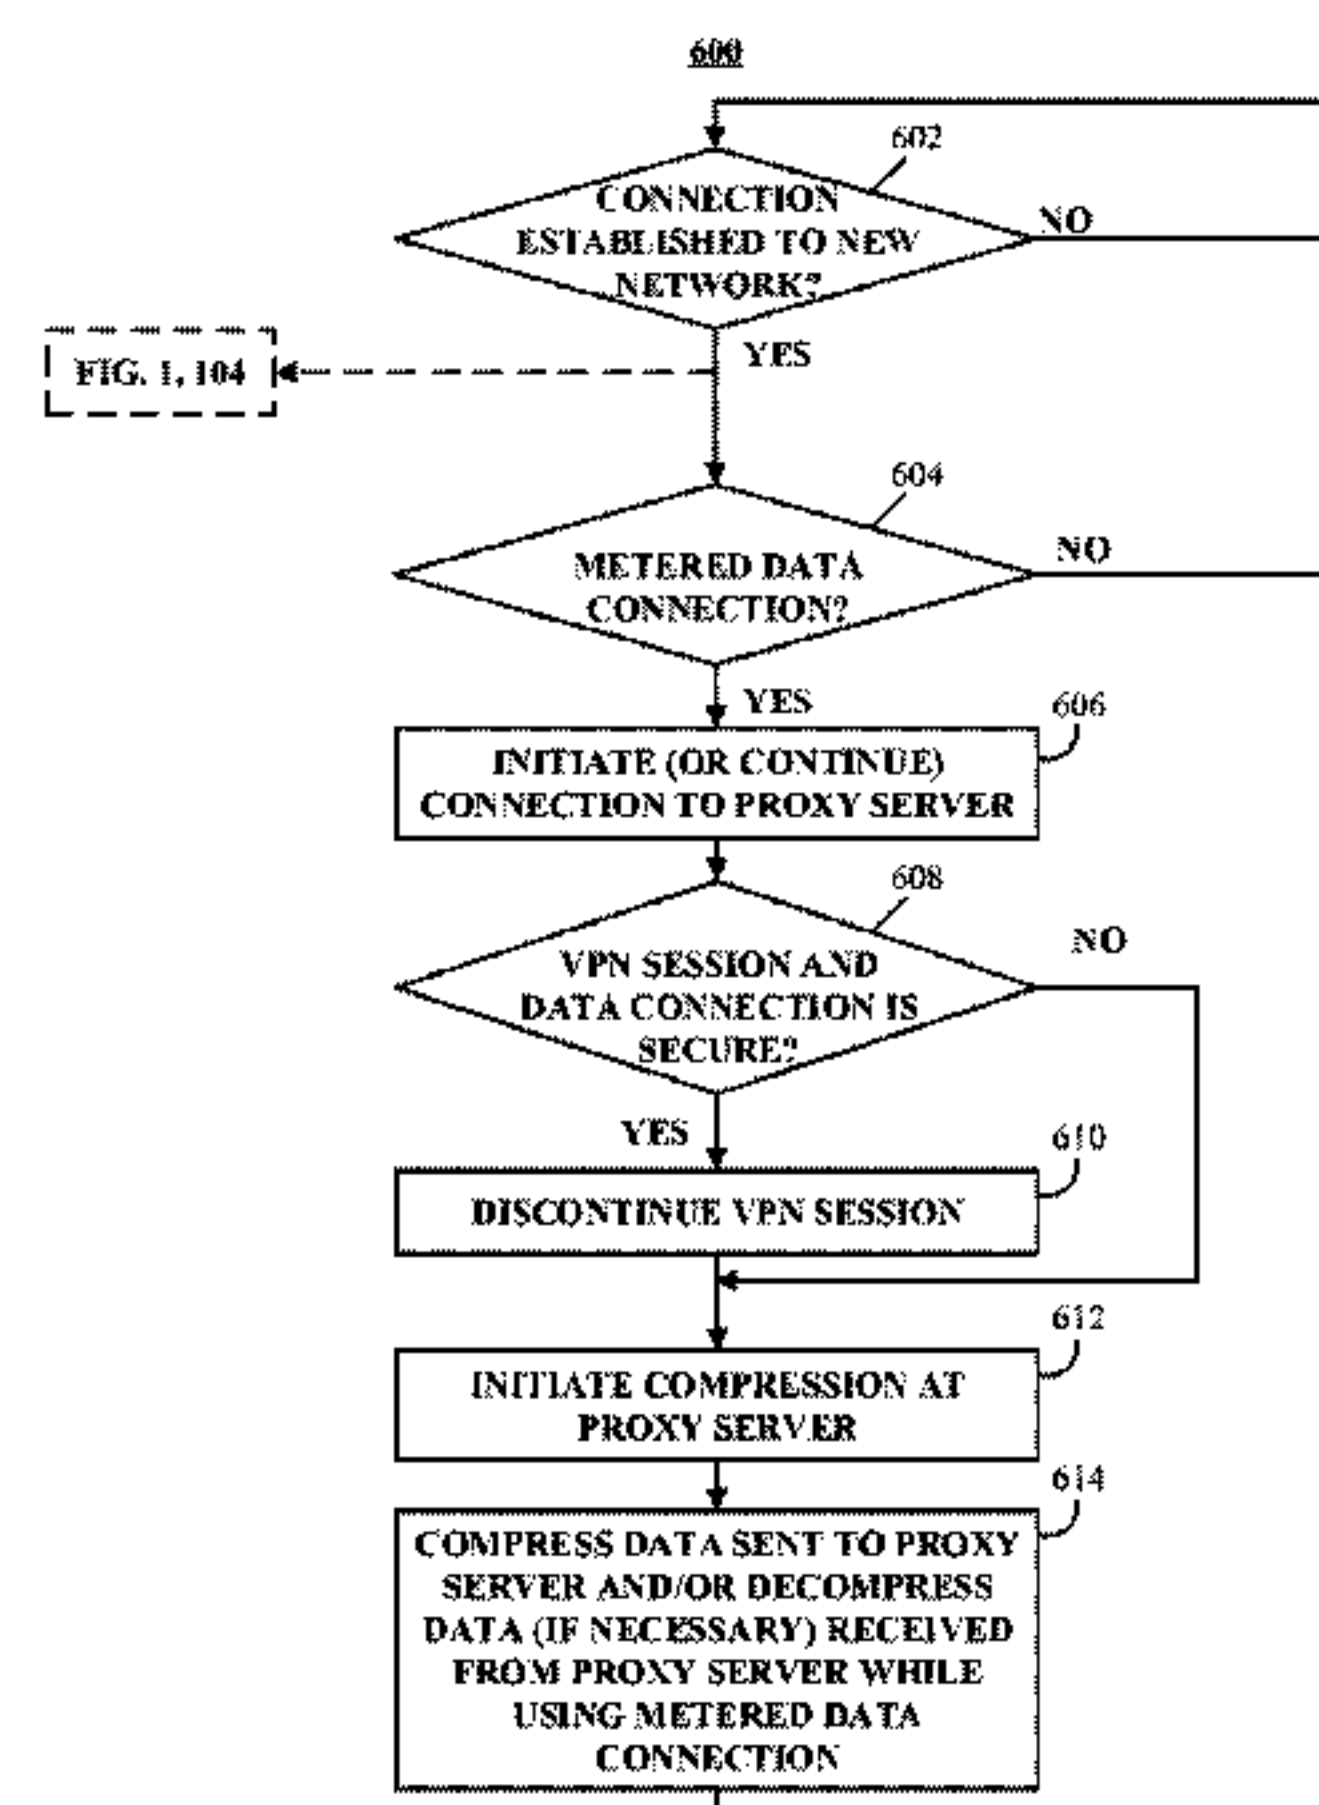 600
602
CONNECTION
ESTABLISHED TO NEW
NETWORK?
NO
YES
FIG. 1, 104
604
METERED DATA
CONNECTION?
NO
YES
606
INITIATE (OR CONTINUE)
CONNECTION TO PROXY SERVER
608
VPN SESSION AND
DATA CONNECTION IS
SECURE?
NO
YES
610
DISCONTINUE VPN SESSION
612
INITIATE COMPRESSION AT
PROXY SERVER
614
COMPRESS DATA SENT TO PROXY
SERVER AND/OR DECOMPRESS
DATA (IF NECESSARY) RECEIVED
FROM PROXY SERVER WHILE
USING METERED DATA
CONNECTION